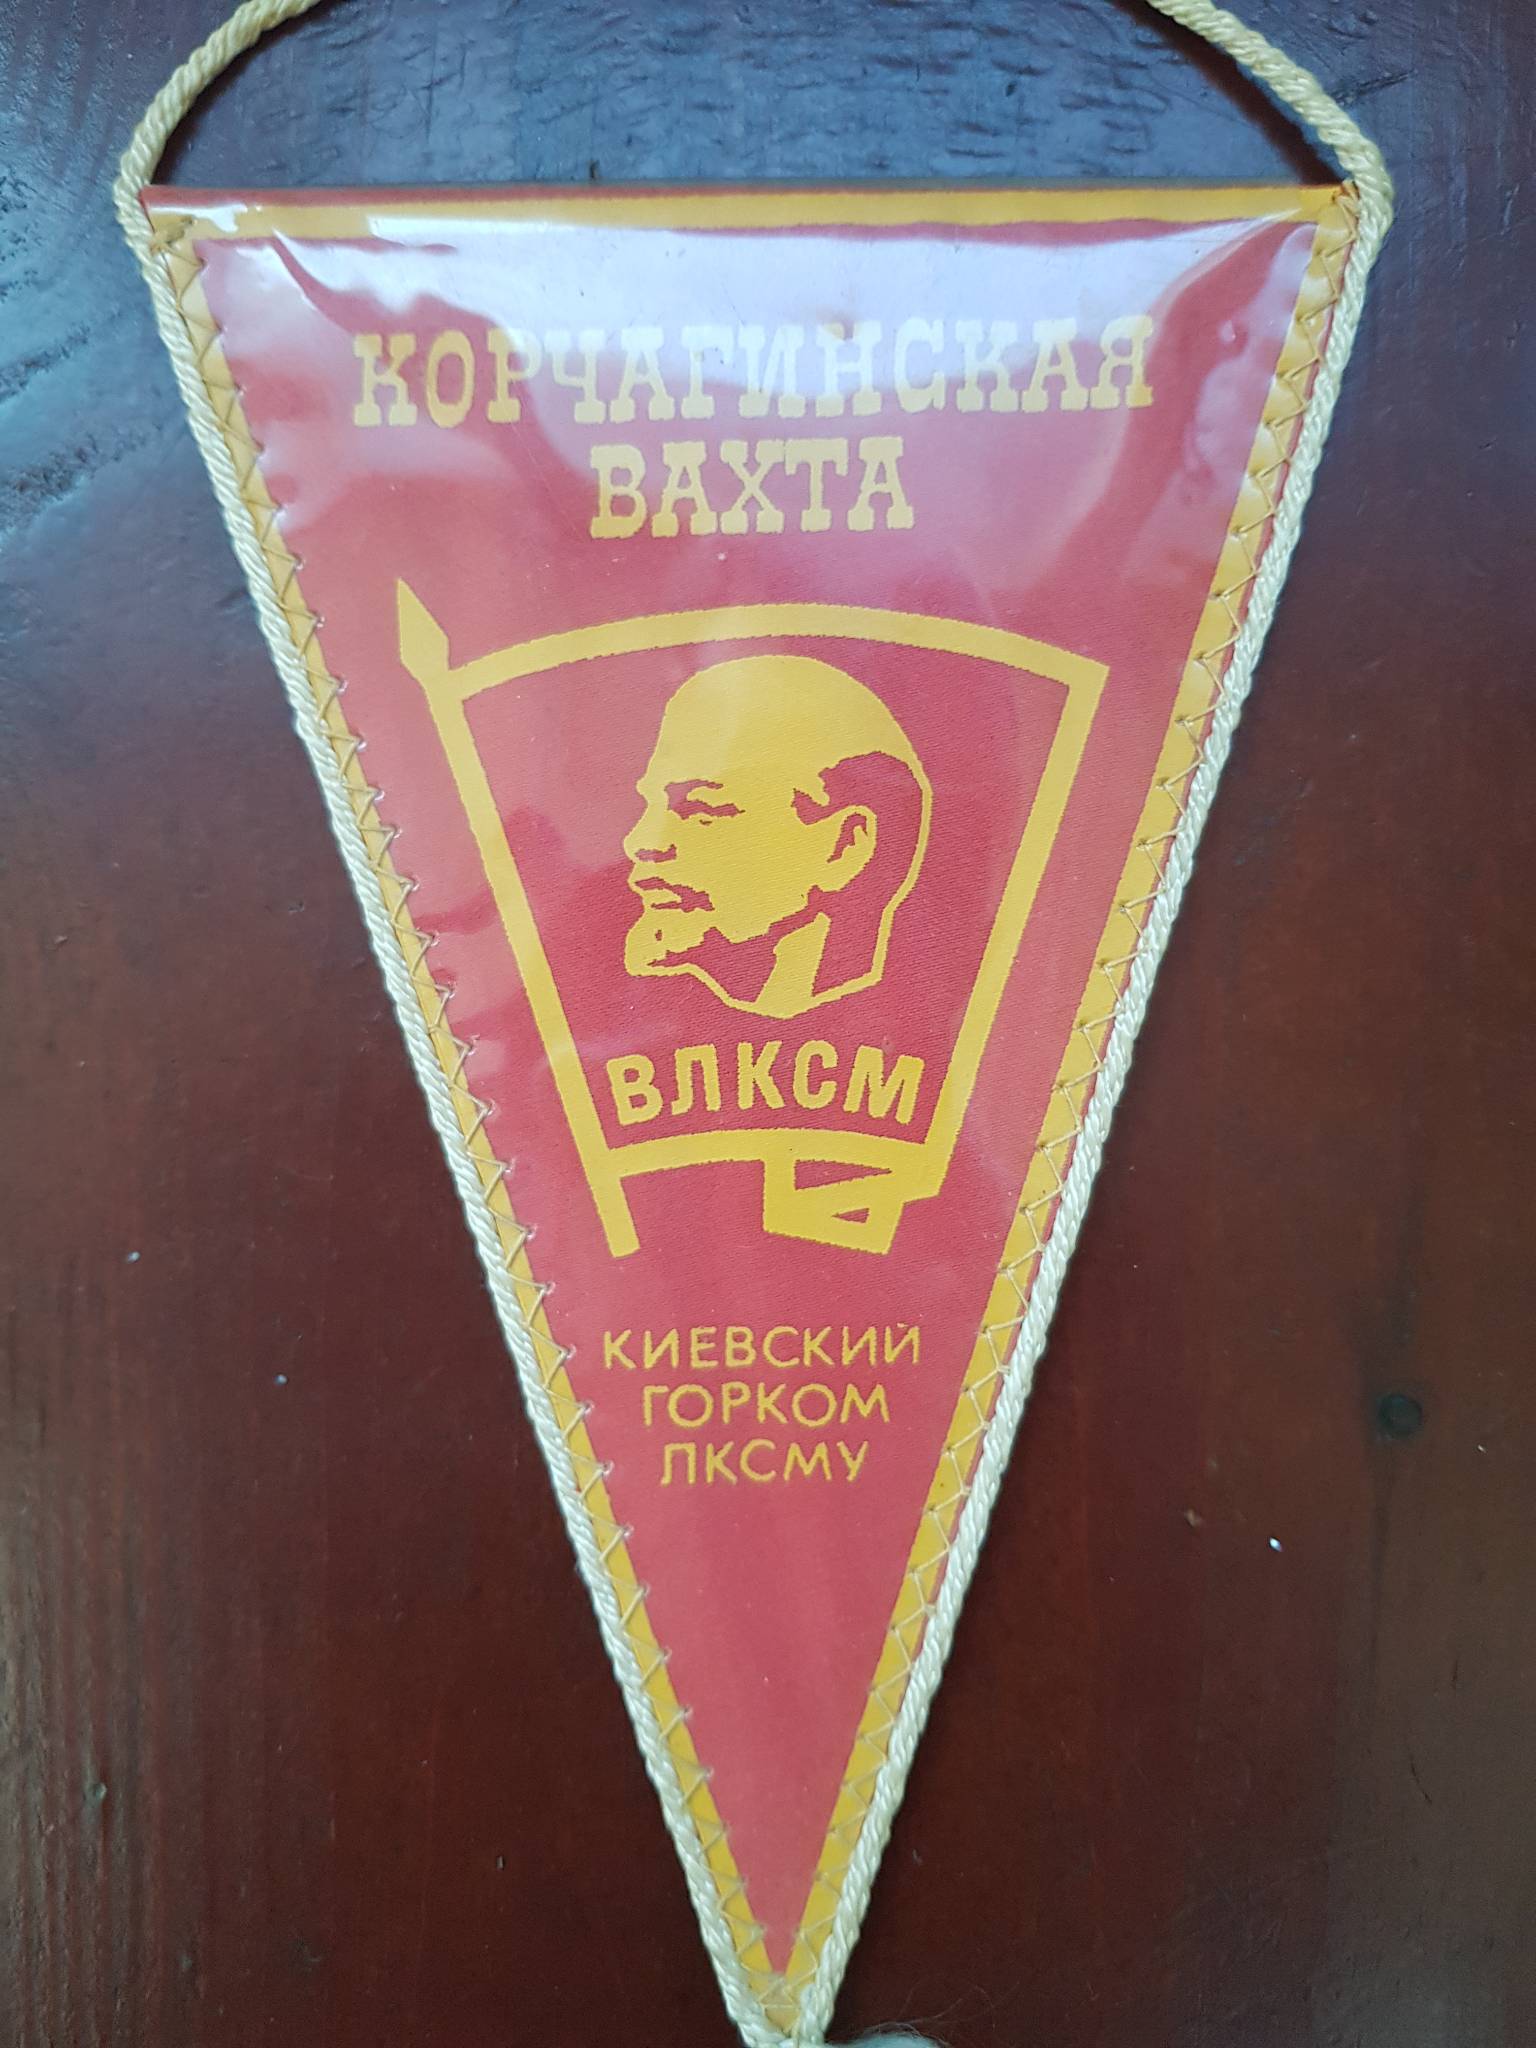 КОРЧАГИНСКАЯ
ВАХТА
ВЛКСМ
КИЕВСКИЙ
ГОРКОМ
ЛКСМУ